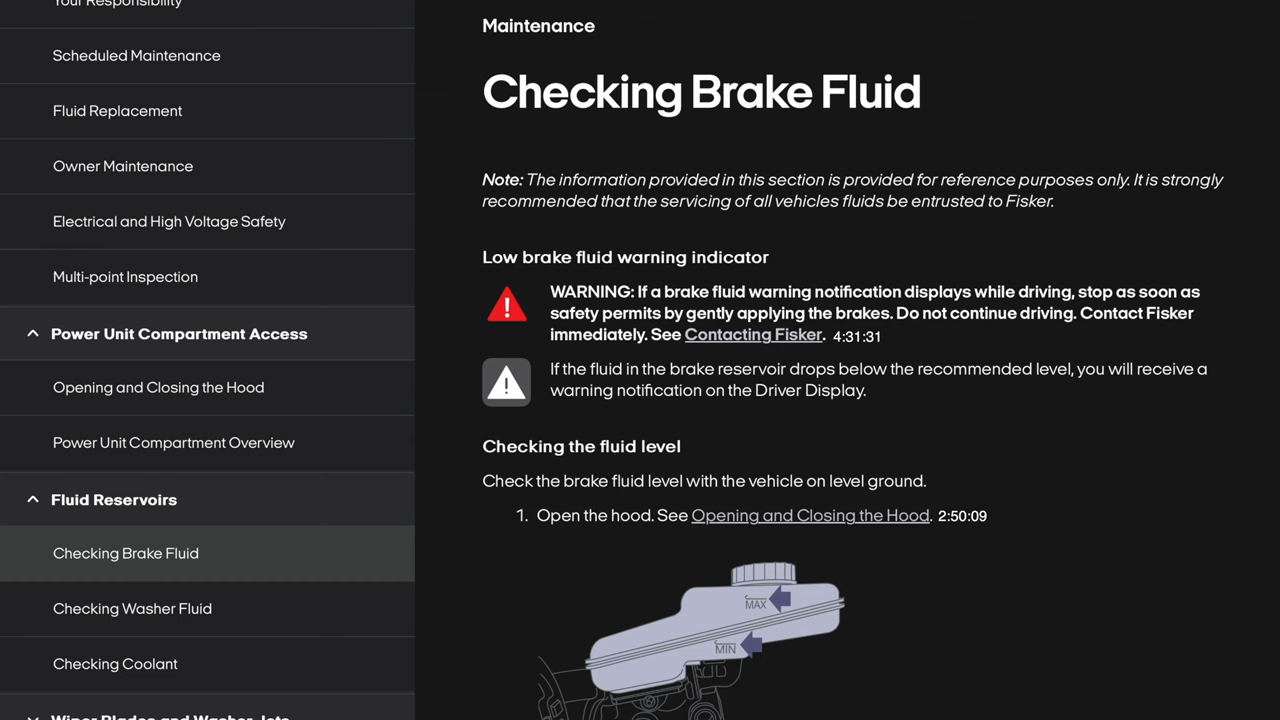 Your Responsibility
Scheduled Maintenance
Fluid Replacement
Owner Maintenance
Electrical and High Voltage Safety
Multi-point Inspection
Power Unit Compartment Access
Opening and Closing the Hood
Power Unit Compartment Overview
Fluid Reservoirs
Checking Brake Fluid
Checking Washer Fluid
Checking Coolant
Wiper Blades and Washer Jets
Maintenance
Checking Brake Fluid
Note: The information provided in this section is provided for reference purposes only. It is strongly
recommended that the servicing of all vehicles fluids be entrusted to Fisker.
Low brake fluid warning indicator
WARNING: If a brake fluid warning notification displays while driving, stop as soon as
safety permits by gently applying the brakes. Do not continue driving. Contact Fisker
immediately. See Contacting Fisker. 4:31:31
If the fluid in the brake reservoir drops below the recommended level, you will receive a
warning notification on the Driver Display.
Checking the fluid level
Check the brake fluid level with the vehicle on level ground.
1. Open the hood. See Opening and Closing the Hood. 2:50:09
MAX
MIN